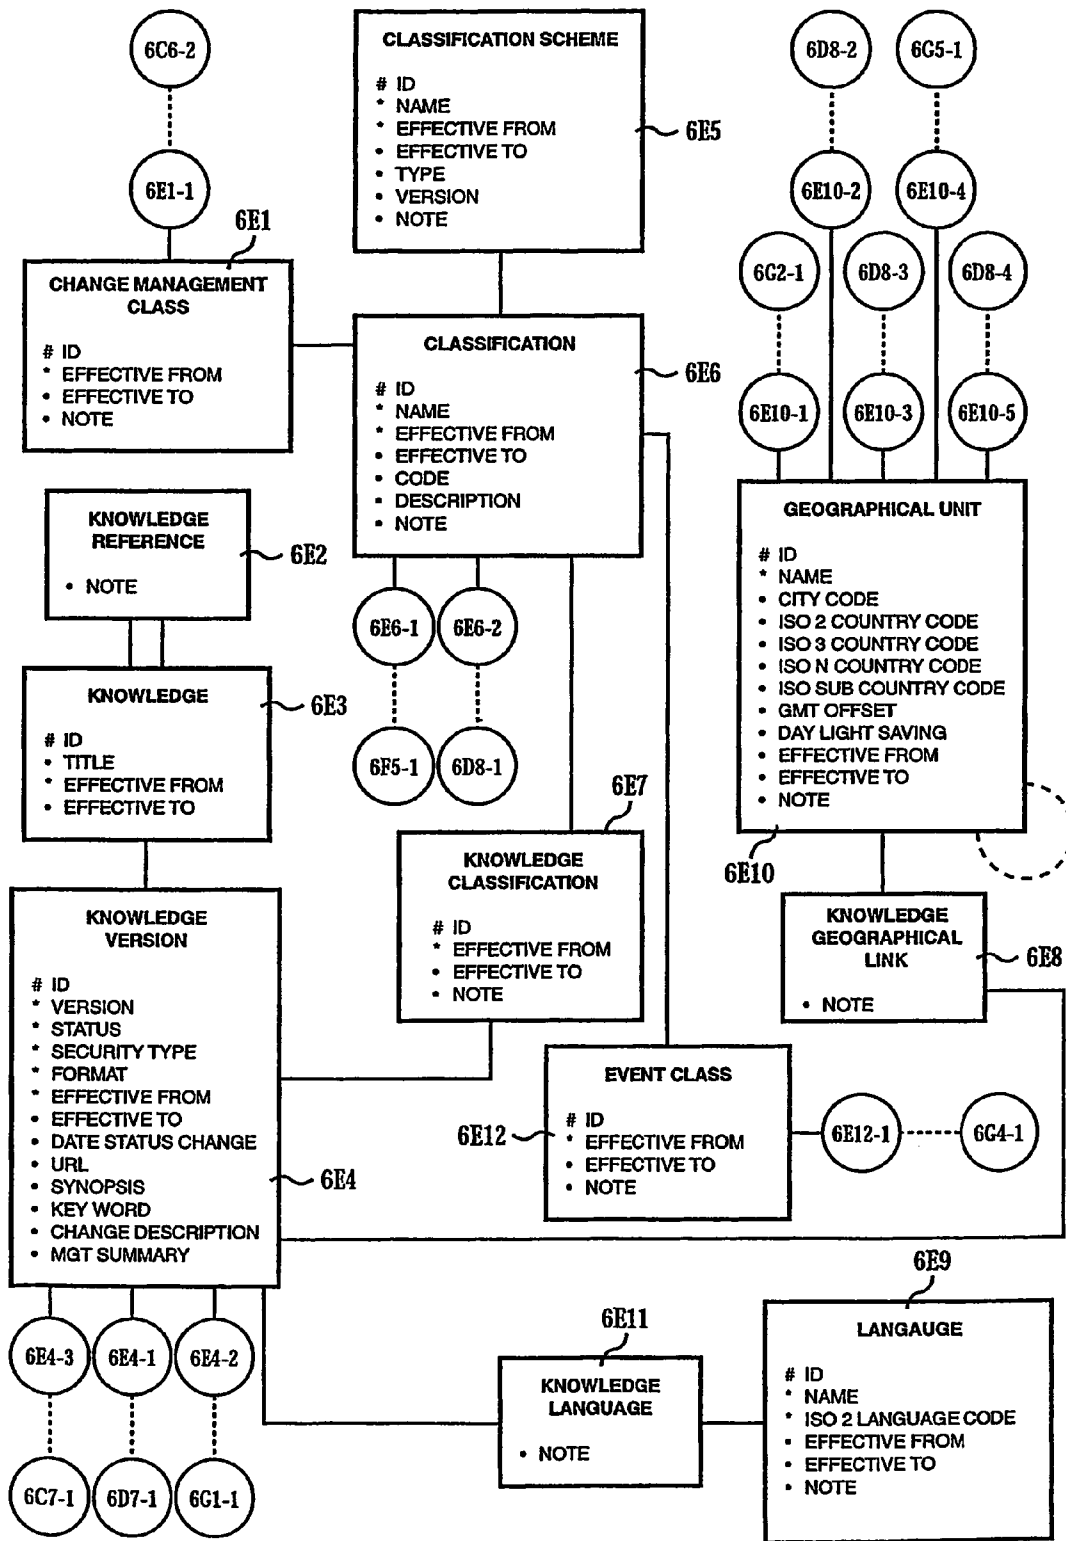 6C6-2
6E1-1
6E1
CHANGE MANAGEMENT
CLASS
# ID
* EFFECTIVE FROM
• EFFECTIVE TO
• NOTE
CLASSIFICATION SCHEME
# ID
* NAME
* EFFECTIVE FROM
• EFFECTIVE TO
• TYPE
• VERSION
• NOTE
6E5
CLASSIFICATION
# ID
* NAME
* EFFECTIVE FROM
• EFFECTIVE TO
• CODE
• DESCRIPTION
• NOTE
6E6
6D8-2
6G5-1
6E10-2
6E10-4
6G2-1
6D8-3
6D8-4
6E10-1
6E10-3
6E10-5
GEOGRAPHICAL UNIT
# ID
* NAME
• CITY CODE
• ISO 2 COUNTRY CODE
• ISO 3 COUNTRY CODE
• ISO N COUNTRY CODE
• ISO SUB COUNTRY CODE
• GMT OFFSET
• DAY LIGHT SAVING
• EFFECTIVE FROM
• EFFECTIVE TO
• NOTE
6E10
KNOWLEDGE
REFERENCE
• NOTE
6E2
KNOWLEDGE
# ID
• TITLE
* EFFECTIVE FROM
• EFFECTIVE TO
6E3
6E6-1
6E6-2
6F5-1
6D8-1
6E7
KNOWLEDGE
CLASSIFICATION
# ID
* EFFECTIVE FROM
• EFFECTIVE TO
• NOTE
KNOWLEDGE
GEOGRAPHICAL
LINK
• NOTE
6E8
KNOWLEDGE
VERSION
# ID
* VERSION
* STATUS
* SECURITY TYPE
* FORMAT
* EFFECTIVE FROM
• EFFECTIVE TO
• DATE STATUS CHANGE
• URL
• SYNOPSIS
• KEY WORD
• CHANGE DESCRIPTION
• MGT SUMMARY
6E4
EVENT CLASS
# ID
* EFFECTIVE FROM
• EFFECTIVE TO
• NOTE
6E12
6E12-1
6G4-1
6E4-3
6E4-1
6E4-2
6C7-1
6D7-1
6G1-1
6E11
KNOWLEDGE
LANGUAGE
• NOTE
6E9
LANGAUGE
# ID
* NAME
* ISO 2 LANGUAGE CODE
• EFFECTIVE FROM
• EFFECTIVE TO
• NOTE